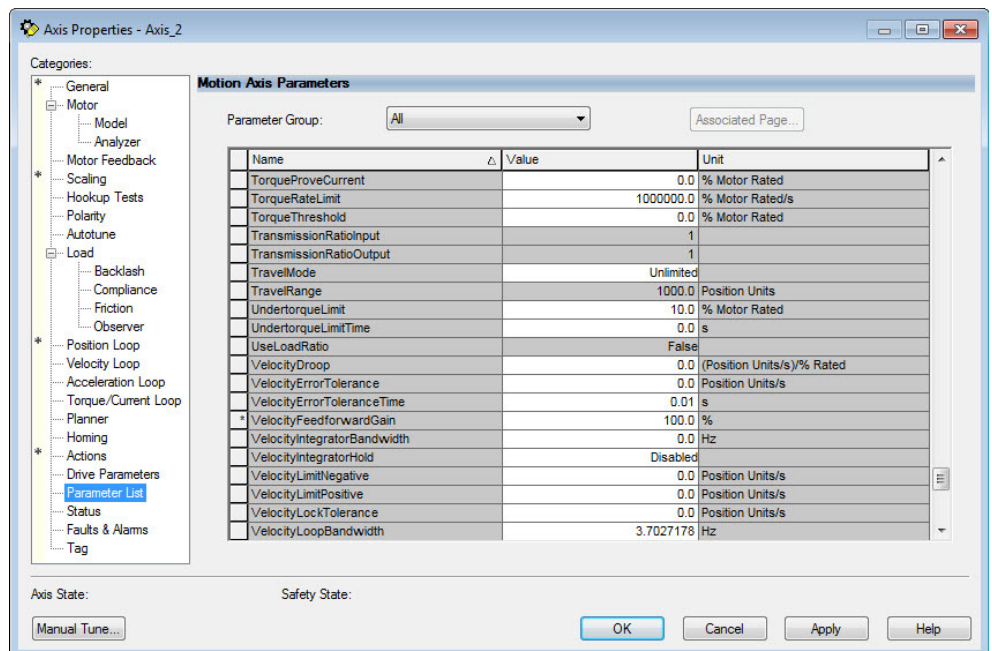 Axis Properties - Axis_2
Categories:
* General
Motor
Model
Analyzer
Motor Feedback
* Scaling
Hookup Tests
Polarity
Autotune
Load
Backlash
Compliance
Friction
Observer
* Position Loop
Velocity Loop
Acceleration Loop
Torque/Current Loop
Planner
Homing
* Actions
Drive Parameters
Parameter List
Status
Faults & Alarms
Tag
Motion Axis Parameters
Parameter Group: All Associated Page...
Name Value Unit
TorqueProveCurrent 0.0 % Motor Rated
TorqueRateLimit 1000000.0 % Motor Rated/s
TorqueThreshold 0.0 % Motor Rated
TransmissionRatioInput 1
TransmissionRatioOutput 1
TravelMode Unlimited
TravelRange 1000.0 Position Units
UndertorqueLimit 10.0 % Motor Rated
UndertorqueLimitTime 0.0 s
UseLoadRatio False
VelocityDroop 0.0 (Position Units/s)/% Rated
VelocityErrorTolerance 0.0 Position Units/s
VelocityErrorToleranceTime 0.01 s
* VelocityFeedforwardGain 100.0 %
VelocityIntegratorBandwidth 0.0 Hz
VelocityIntegratorHold Disabled
VelocityLimitNegative 0.0 Position Units/s
VelocityLimitPositive 0.0 Position Units/s
VelocityLockTolerance 0.0 Position Units/s
VelocityLoopBandwidth 3.7027178 Hz
Axis State: Safety State:
Manual Tune... OK Cancel Apply Help